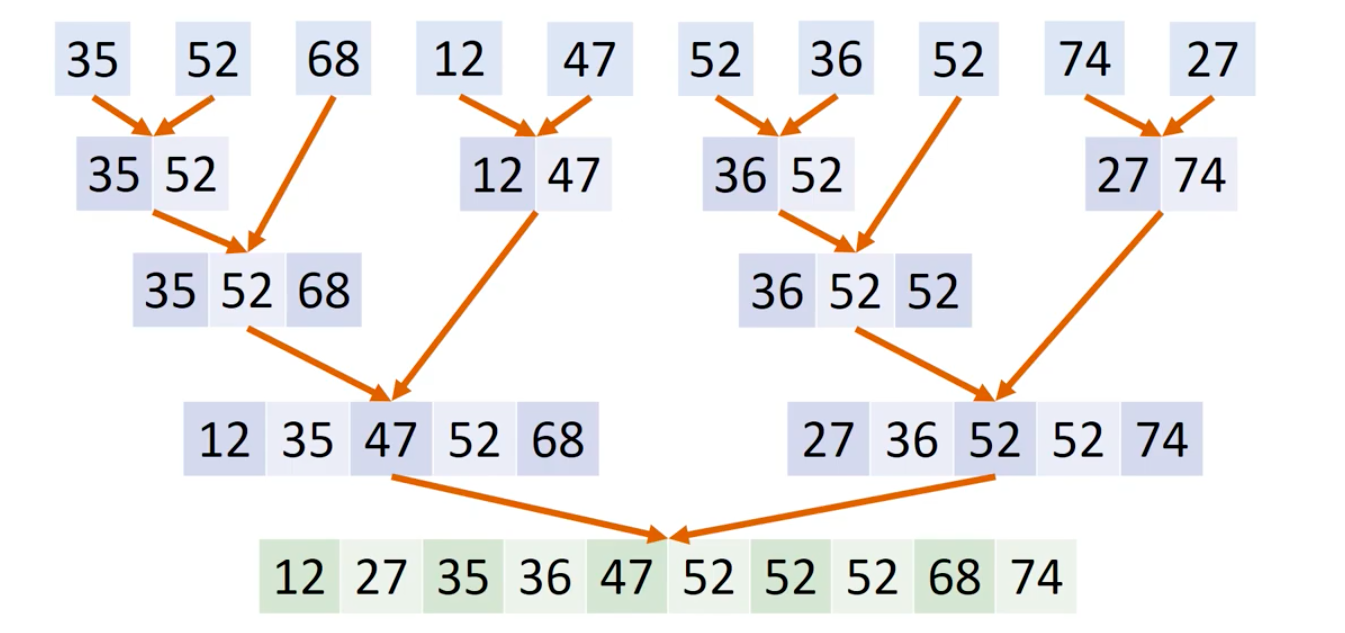 35 52 68 12 47 52 36 52 74 27
35 52 12 47 36 52 27 74
35 52 68 36 52 52
12 35 47 52 68 27 36 52 52 74
12 27 35 36 47 52 52 52 68 74